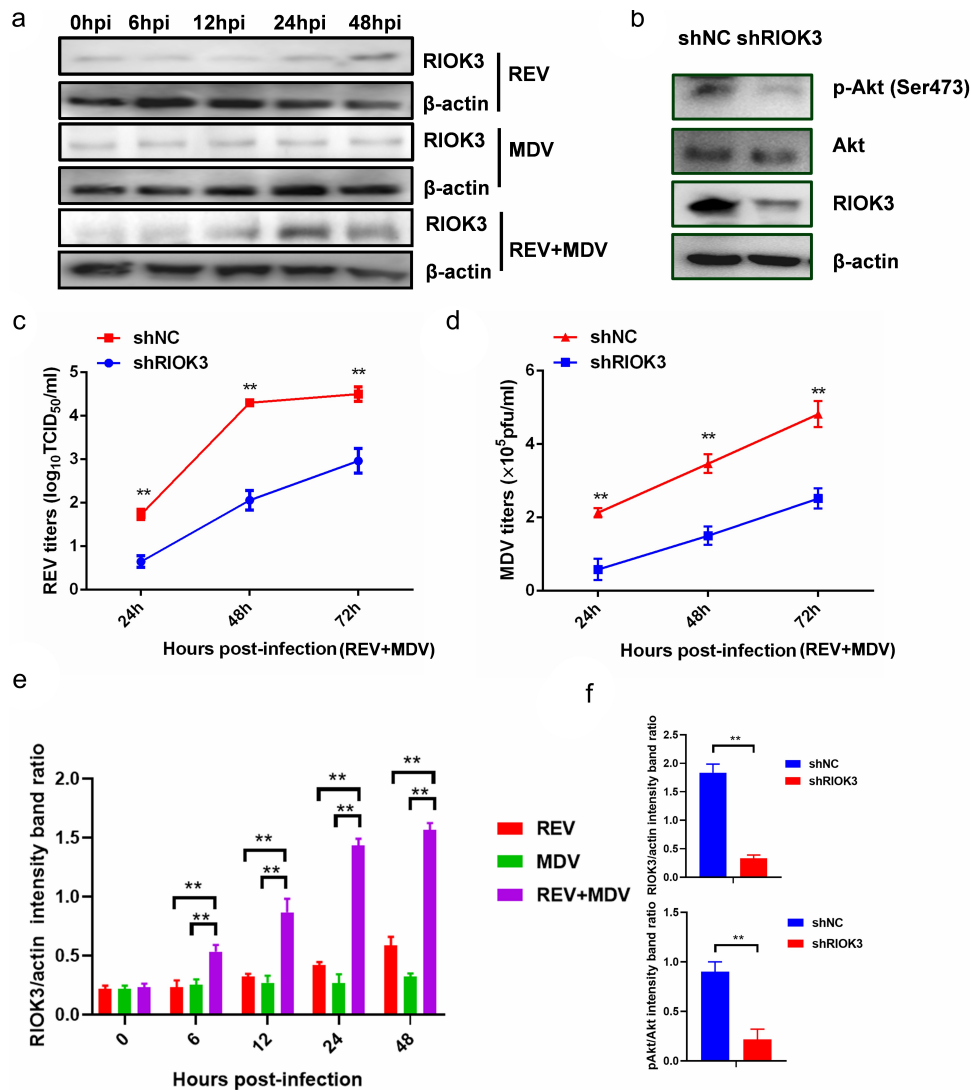 a
0hpi 6hpi 12hpi 24hpi 48hpi
RIOK3
REV
β-actin
RIOK3
MDV
β-actin
RIOK3
REV+MDV
β-actin
b
shNC shRIOK3
p-Akt (Ser473)
Akt
RIOK3
β-actin
c
shNC
shRIOK3
REV titers (log10TCID50/ml)
5
4
3
2
1
0
**
**
**
24h
48h
72h
Hours post-infection(REV+MDV)
d
shNC
shRIOK3
MDV titers (×10⁵pfu/ml)
6
4
2
0
**
**
**
24h
48h
72h
Hours post-infection(REV+MDV)
e
RIOK3/actin intensity band ratio
2.0
1.5
1.0
0.5
0.0
**
**
**
**
**
**
**
**
0
6
12
24
48
Hours post-infection
REV
MDV
REV+MDV
f
RIOK3/actin intensity band ratio
2.5
2.0
1.5
1.0
0.5
0.0
**
shNC
shRIOK3
pAkt/Akt intensity band ratio
1.5
1.0
0.5
0.0
**
shNC
shRIOK3